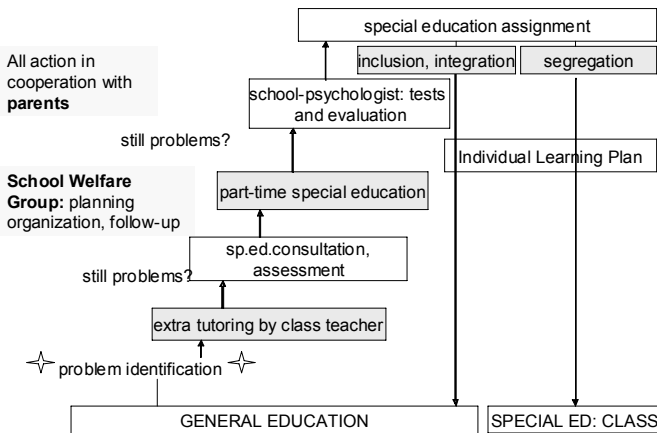 special education assignment
All action in
cooperation with
parents
inclusion, integration
segregation
school-psychologist: tests
and evaluation
still problems?
Individual Learning Plan
School Welfare
Group: planning
organization, follow-up
part-time special education
sp.ed.consultation,
assessment
still problems?
extra tutoring by class teacher
problem identification
GENERAL EDUCATION
SPECIAL ED: CLASS